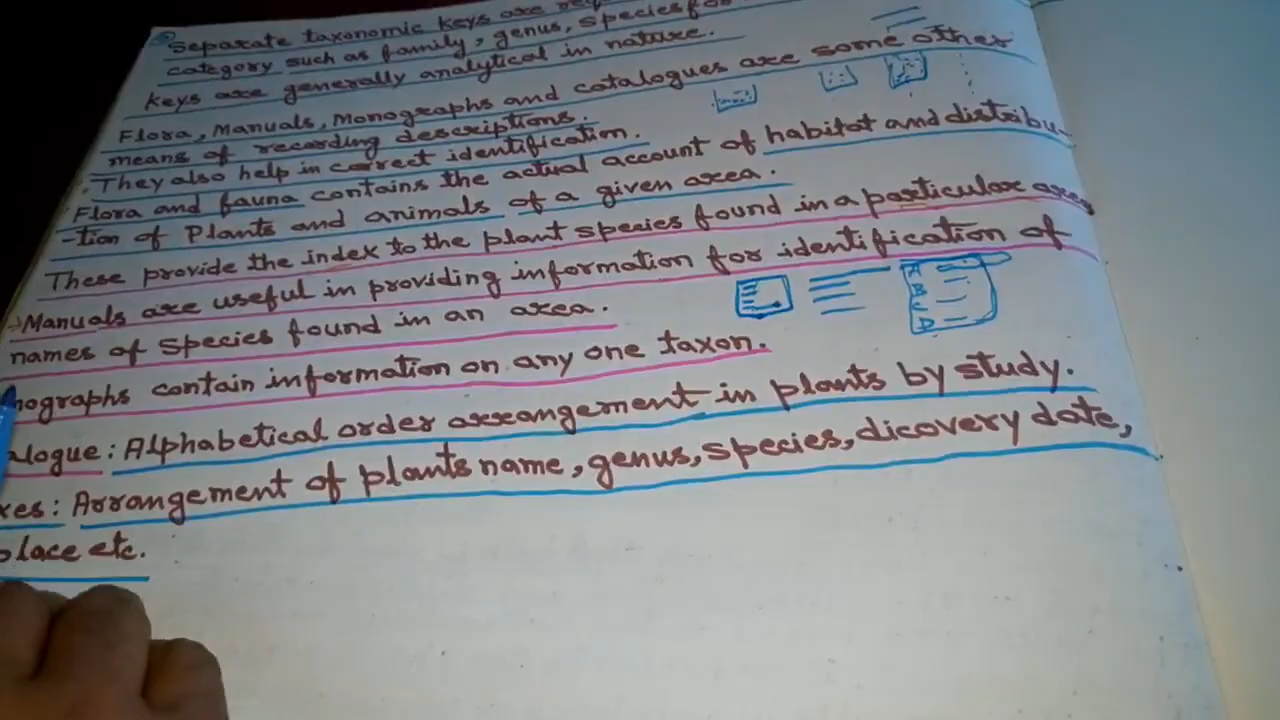 Separate taxonomic keys are
category such as family, genus, species for
keys are generally analytical in nature.
Flora, Manuals, Monographs and catalogues are some other
means of recording descriptions.
They also help in correct identification.
Flora and fauna contains the actual account of habitat and distribu-
-tion of Plants and animals of a given area.
These provide the index to the plant species found in a particular area
Manuals are useful in providing information for identification of
names of species found in an area.
nographs contain information on any one taxon.
alogue: Alphabetical order arrangement in plants by study.
xes: Arrangement of plants name, genus, species, dicovery date,
place etc.
A
B
C
D